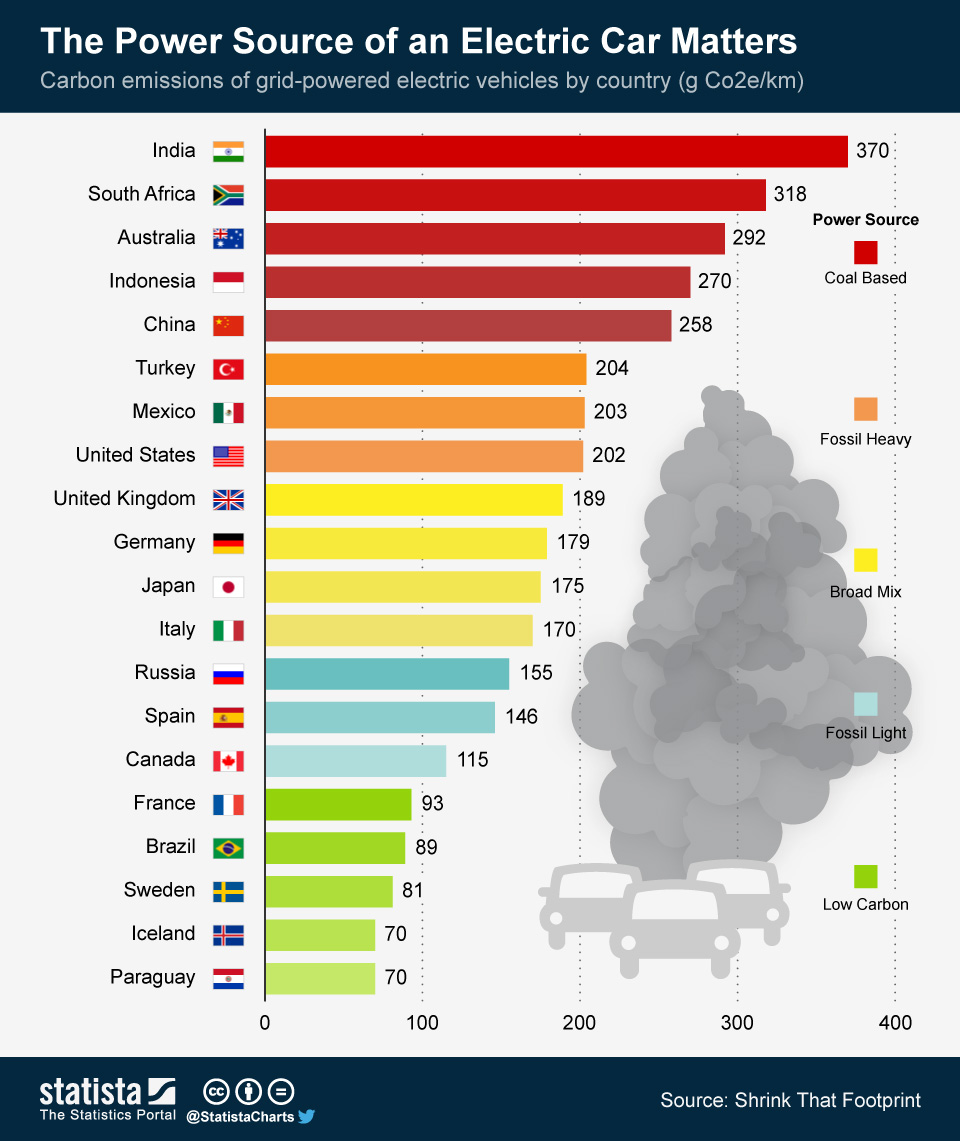 The Power Source of an Electric Car Matters
Carbon emissions of grid-powered electric vehicles by country (g Co2e/km)
India 370
South Africa 318
Power Source
Australia 292
Coal Based
Indonesia 270
China 258
Turkey 204
Mexico 203
Fossil Heavy
United States 202
United Kingdom 189
Germany 179
Japan 175
Broad Mix
Italy 170
Russia 155
Spain 146
Fossil Light
Canada 115
France 93
Brazil 89
Sweden 81
Low Carbon
Iceland 70
Paraguay 70
0 100 200 300 400
statista
The Statistics Portal
cc
@StatistaCharts
Source: Shrink That Footprint